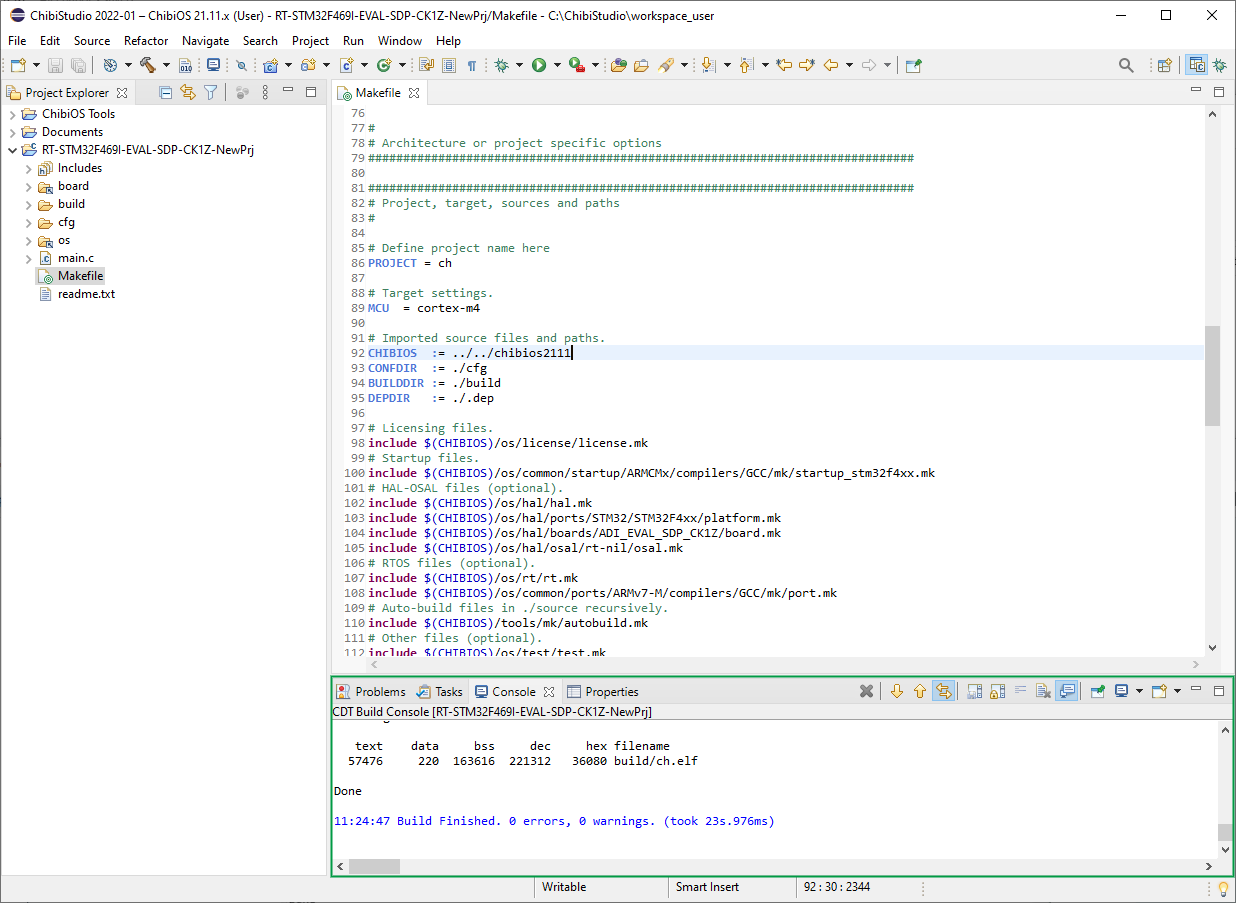 ChibiStudio 2022-01 – ChibiOS 21.11.x (User) - RT-STM32F469I-EVAL-SDP-CK1Z-NewPrj/Makefile - C:\ChibiStudio\workspace_user
File Edit Source Refactor Navigate Search Project Run Window Help
Project Explorer
ChibiOS Tools
Documents
RT-STM32F469I-EVAL-SDP-CK1Z-NewPrj
Includes
board
build
cfg
os
main.c
Makefile
readme.txt
Makefile
76
77 #
78 # Architecture or project specific options
79 ##############################################################################
80
81 ##############################################################################
82 # Project, target, sources and paths
83 #
84
85 # Define project name here
86 PROJECT = ch
87
88 # Target settings.
89 MCU  = cortex-m4
90
91 # Imported source files and paths.
92 CHIBIOS  := ../../chibios2111
93 CONFDIR  := ./cfg
94 BUILDDIR := ./build
95 DEPDIR   := ./.dep
96
97 # Licensing files.
98 include $(CHIBIOS)/os/license/license.mk
99 # Startup files.
100 include $(CHIBIOS)/os/common/startup/ARMCMx/compilers/GCC/mk/startup_stm32f4xx.mk
101 # HAL-OSAL files (optional).
102 include $(CHIBIOS)/os/hal/hal.mk
103 include $(CHIBIOS)/os/hal/ports/STM32/STM32F4xx/platform.mk
104 include $(CHIBIOS)/os/hal/boards/ADI_EVAL_SDP_CK1Z/board.mk
105 include $(CHIBIOS)/os/hal/osal/rt-nil/osal.mk
106 # RTOS files (optional).
107 include $(CHIBIOS)/os/rt/rt.mk
108 include $(CHIBIOS)/os/common/ports/ARMv7-M/compilers/GCC/mk/port.mk
109 # Auto-build files in ./source recursively.
110 include $(CHIBIOS)/tools/mk/autobuild.mk
111 # Other files (optional).
112 include $(CHIBIOS)/os/test/test.mk
Problems Tasks Console Properties
CDT Build Console [RT-STM32F469I-EVAL-SDP-CK1Z-NewPrj]
text    data     bss     dec     hex filename
57476     220  163616  221312   36080 build/ch.elf
Done
11:24:47 Build Finished. 0 errors, 0 warnings. (took 23s.976ms)
Writable Smart Insert 92 : 30 : 2344